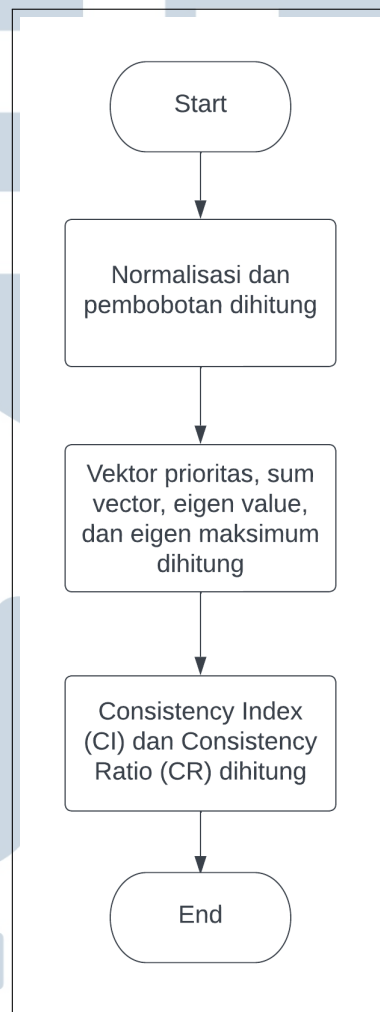 Start
Normalisasi dan
pembobotan dihitung
Vektor prioritas, sum
vector, eigen value,
dan eigen maksimum
dihitung
Consistency Index
(CI) dan Consistency
Ratio (CR) dihitung
End